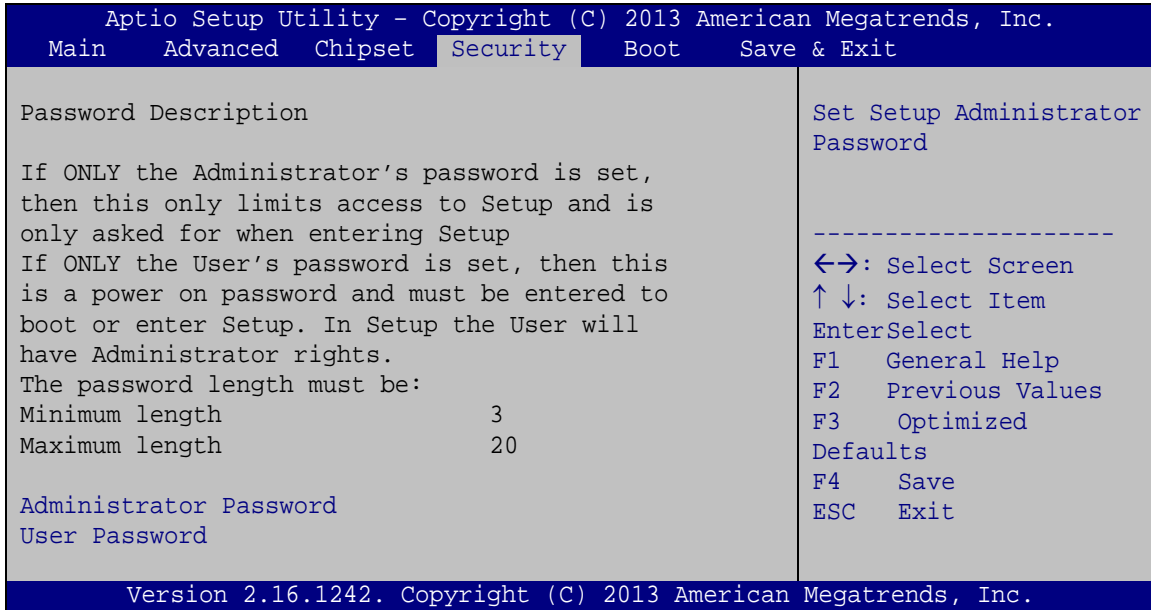 Aptio Setup Utility – Copyright (C) 2013 American Megatrends, Inc.
Main Advanced Chipset Security Boot Save & Exit
Password Description
If ONLY the Administrator’s password is set,
then this only limits access to Setup and is
only asked for when entering Setup
If ONLY the User’s password is set, then this
is a power on password and must be entered to
boot or enter Setup. In Setup the User will
have Administrator rights.
The password length must be:
Minimum length 3
Maximum length 20
Administrator Password
User Password
Set Setup Administrator
Password
---------------------
←→: Select Screen
↑ ↓: Select Item
EnterSelect
F1 General Help
F2 Previous Values
F3 Optimized
Defaults
F4 Save
ESC Exit
Version 2.16.1242. Copyright (C) 2013 American Megatrends, Inc.